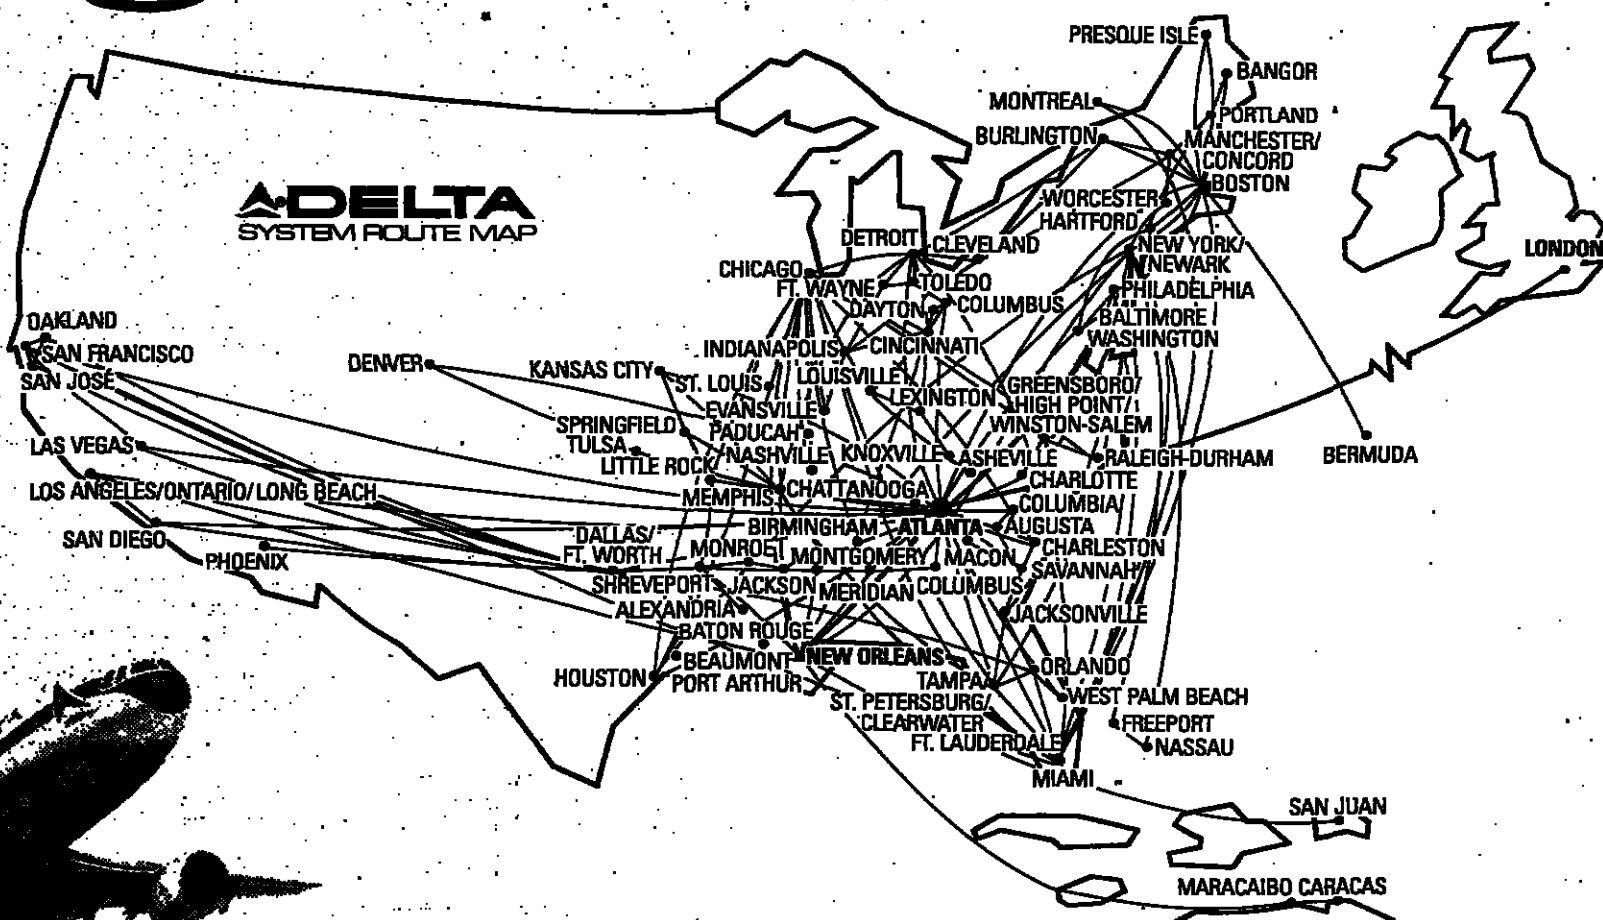 DELTA
SYSTEM ROUTE MAP
PRESQUE ISLE
BANGOR
MONTREAL
PORTLAND
BURLINGTON
MANCHESTER/
CONCORD
BOSTON
WORCESTER
HARTFORD
DETROIT
CLEVELAND
NEW YORK/
NEWARK
LONDON
CHICAGO
FT. WAYNE
TOLEDO
PHILADELPHIA
DAYTON
COLUMBUS
BALTIMORE
WASHINGTON
OAKLAND
SAN FRANCISCO
SAN JOSE
DENVER
KANSAS CITY
INDIANAPOLIS
CINCINNATI
ST. LOUIS
LOUISVILLE
LEXINGTON
GREENSBORO/
HIGH POINT/
WINSTON-SALEM
EVANSVILLE
SPRINGFIELD
PADUCAH
TULSA
LAS VEGAS
NASHVILLE
KNOXVILLE
ASHEVILLE
RALEIGH-DURHAM
BERMUDA
LITTLE ROCK
CHARLOTTE
LOS ANGELES/ONTARIO/LONG BEACH
MEMPHIS
CHATTANOOGA
COLUMBIA
BIRMINGHAM
ATLANTA
AUGUSTA
SAN DIEGO
DALLAS/
FT. WORTH
MONROE
MONTGOMERY
MACON
CHARLESTON
PHOENIX
SHREVEPORT
JACKSON
MERIDIAN
COLUMBUS
SAVANNAH
ALEXANDRIA
JACKSONVILLE
BATON ROUGE
NEW ORLEANS
BEAUMONT
PORT ARTHUR
HOUSTON
ORLANDO
TAMPA
ST. PETERSBURG/
CLEARWATER
WEST PALM BEACH
FT. LAUDERDALE
FREEPORT
NASSAU
MIAMI
SAN JUAN
MARACAIBO CARACAS